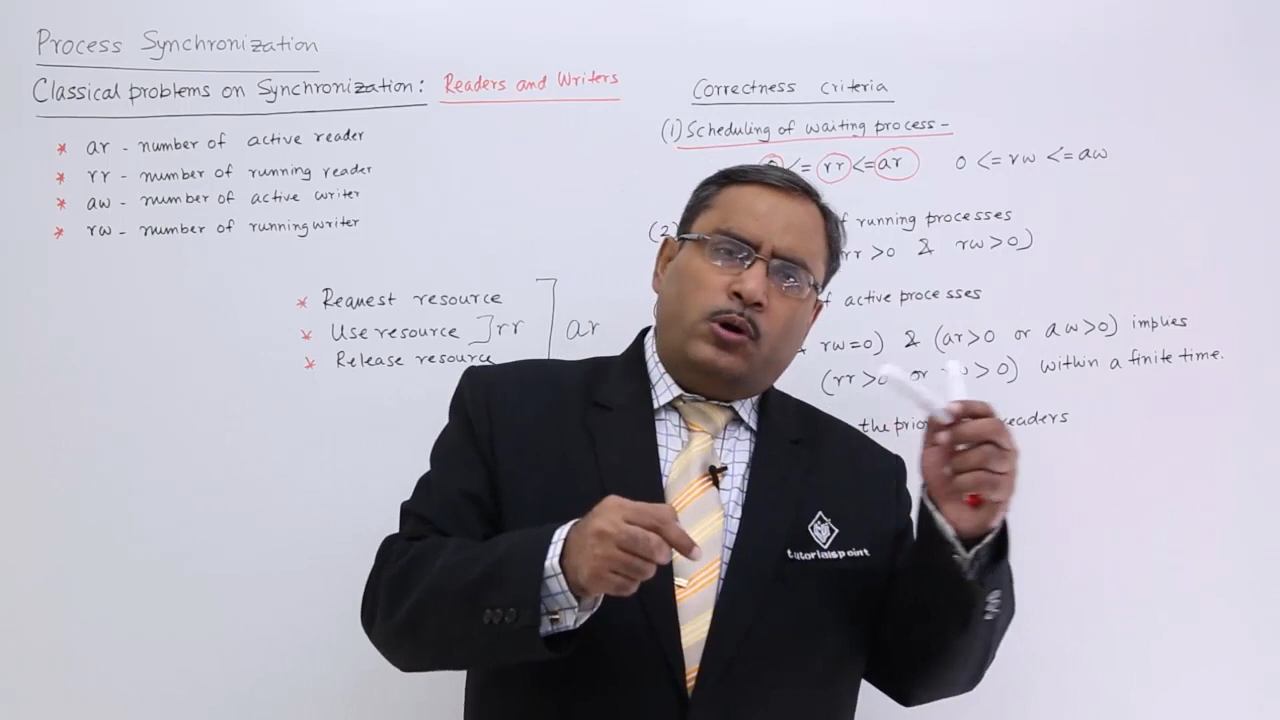 Process Synchronization
Classical problems on Synchronization: Readers and Writers
* ar - number of active reader
* rr - number of running reader
* aw - number of active writer
* rw - number of running writer
* Request resource
* Use resource ] rr
* Release resource
] ar
Correctness criteria
(1) Scheduling of waiting process -
<= rr <= ar 0 <= rw <= aw
(2) of running processes
rr >0 & rw >0)
of active processes
rw=0) & (ar>0 or aw>0) implies
(rr >0 or >0) within a finite time.
the readers
tutorialspoint